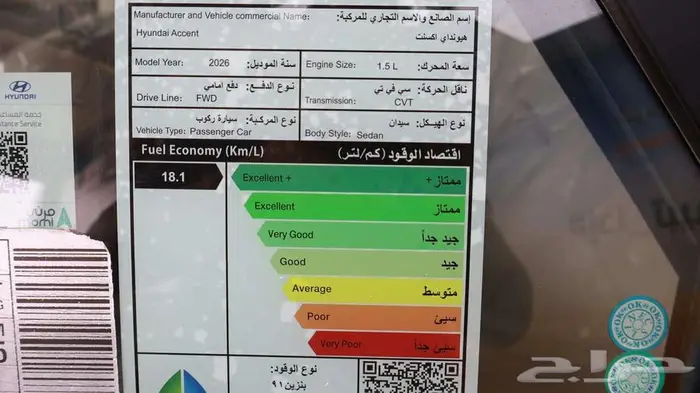 Manufacturer and Vehicle commercial Name: إسم الصانع والاسم التجاري للمركبة:
Hyundai Accent هيونداي اكسنت
Model Year: 2026 سنة الموديل: Engine Size: 1.5 L سعة المحرك:
Drive Line: FWD نوع الدفع: دفع امامي Transmission: CVT ناقل الحركة: سي في تي
Vehicle Type: Passenger Car نوع المركبة: سيارة ركوب Body Style: Sedan نوع الهيكل: سيدان
Fuel Economy (Km/L) اقتصاد الوقود (كم/لتر)
18.1 Excellent + ممتاز +
Excellent ممتاز
Very Good جيد جداً
Good جيد
Average متوسط
Poor سيئ
Very Poor سيئ جداً
نوع الوقود:
بنزين ٩١
HYUNDAI
خدمة المساعد
stance Service
حراج